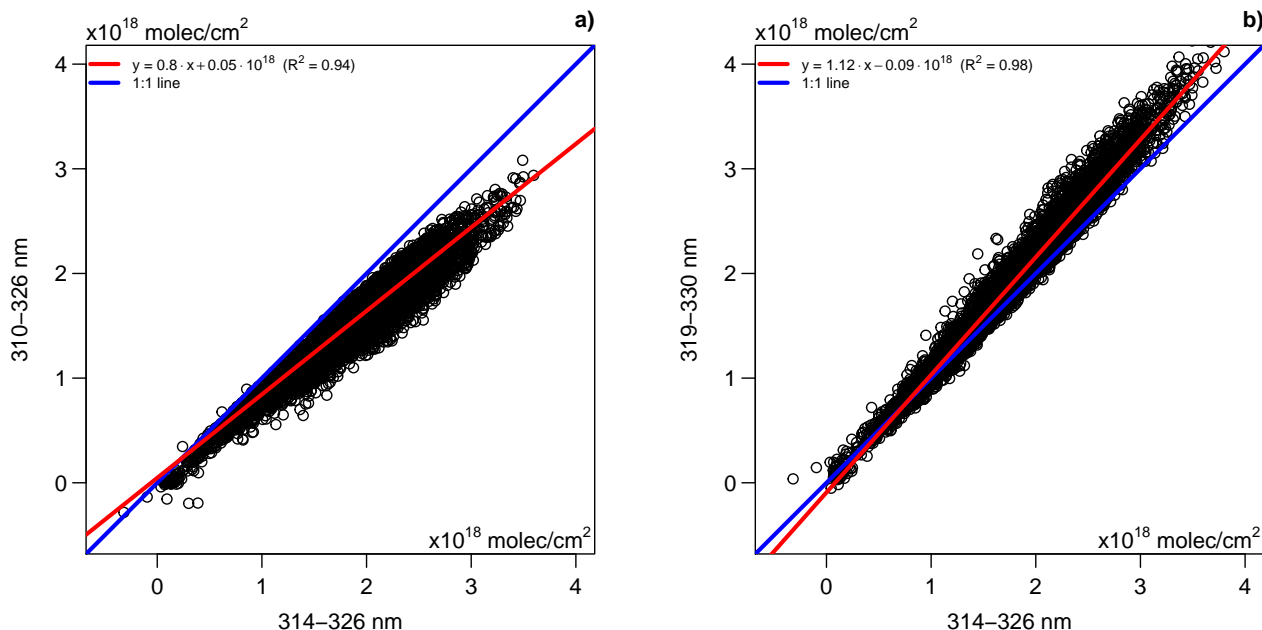 x10^18 molec/cm^2
a)
y = 0.8 · x + 0.05 · 10^18 (R^2 = 0.94)
1:1 line
4
3
2
1
0
310−326 nm
x10^18 molec/cm^2
0 1 2 3 4
314−326 nm
x10^18 molec/cm^2
b)
y = 1.12 · x − 0.09 · 10^18 (R^2 = 0.98)
1:1 line
4
3
2
1
0
319−330 nm
x10^18 molec/cm^2
0 1 2 3 4
314−326 nm